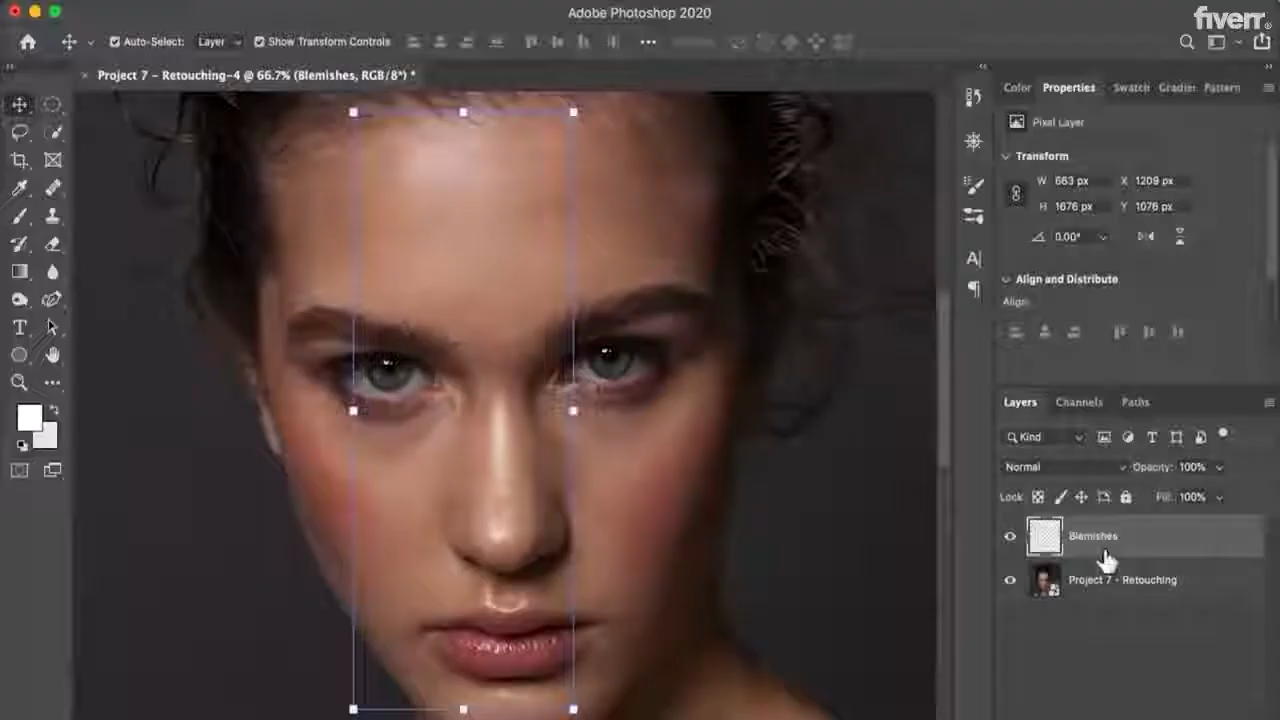 Adobe Photoshop 2020
fiverr.
Auto-Select: Layer Show Transform Controls
Project 7 - Retouching-4 @ 66.7% (Blemishes, RGB/8*) *
Color Properties Swatch Gradier Pattern
Pixel Layer
Transform
W 663 px X 1209 px
H 1676 px Y 1076 px
0.00°
Align and Distribute
Align:
Layers Channels Paths
Kind
Normal Opacity: 100%
Lock: Fill: 100%
Blemishes
Project 7 - Retouching